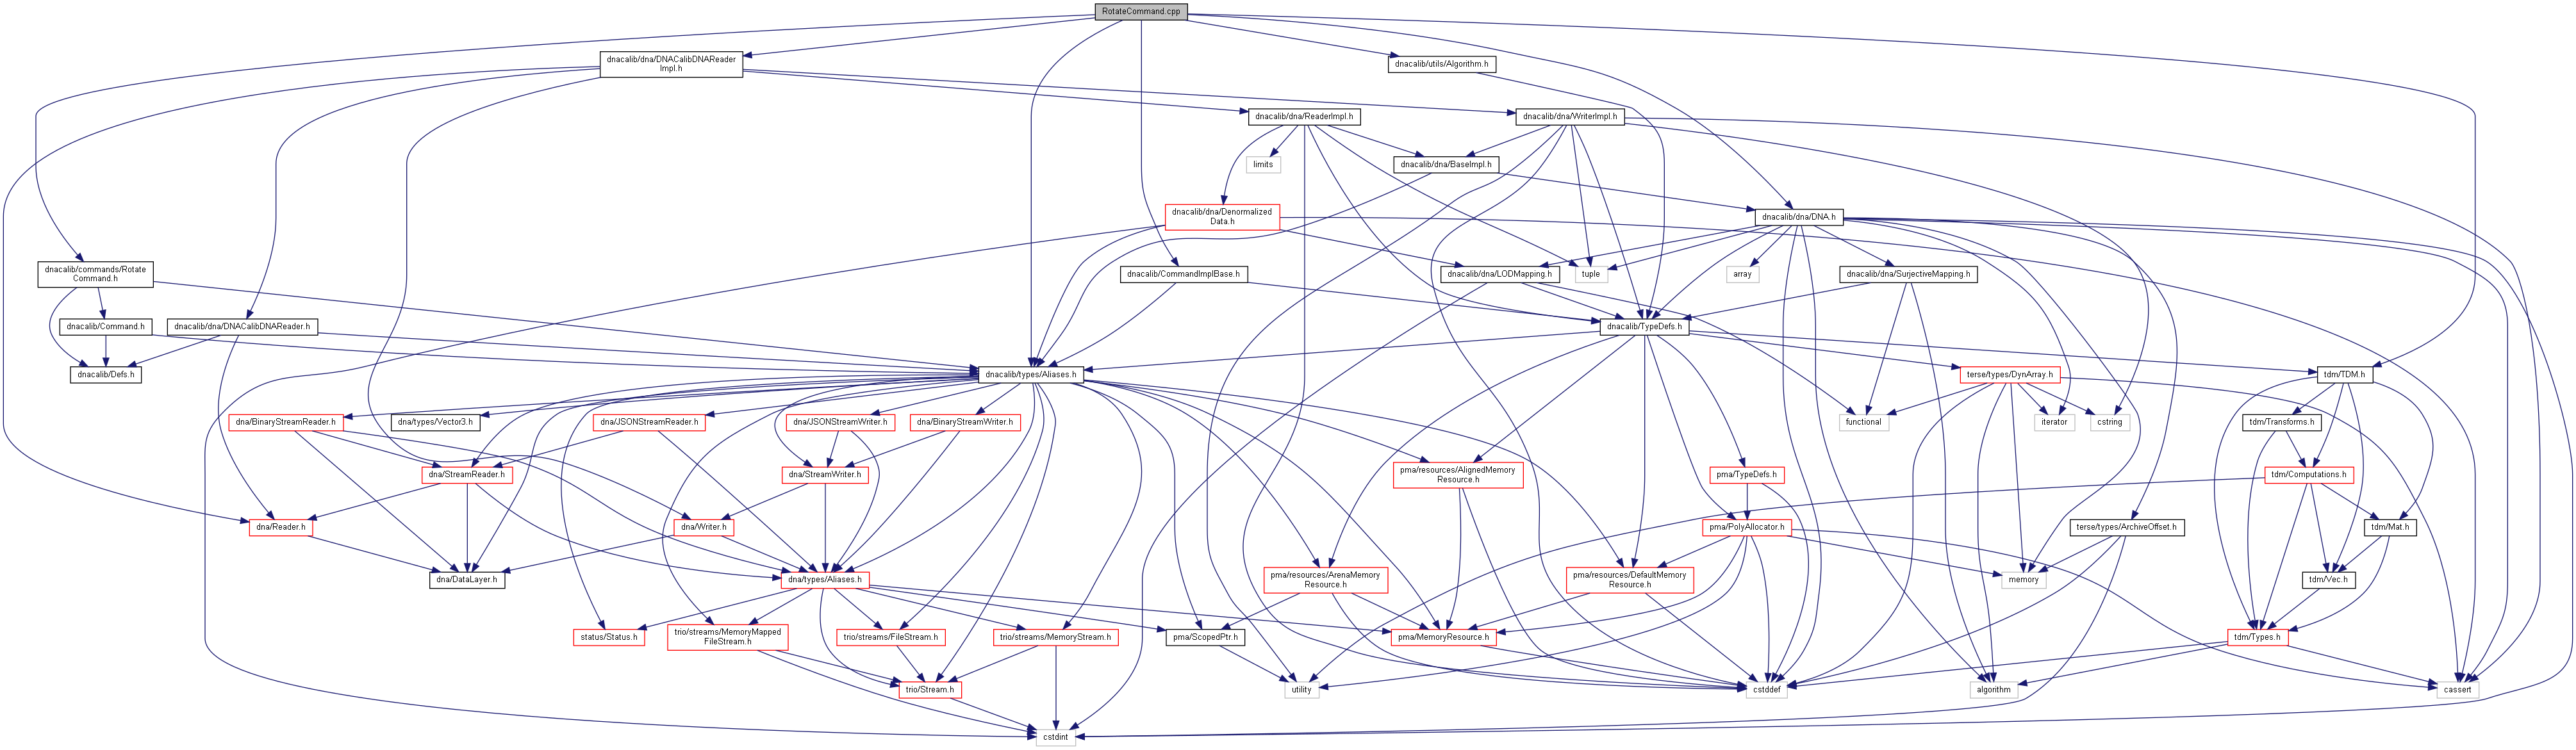 RotateCommand.cpp
dnacalib/dna/DNACalibDNAReader
Impl.h
dnacalib/utils/Algorithm.h
dnacalib/dna/ReaderImpl.h
dnacalib/dna/WriterImpl.h
limits
dnacalib/dna/BaseImpl.h
dnacalib/dna/Denormalized
Data.h
dnacalib/dna/DNA.h
dnacalib/commands/Rotate
Command.h
dnacalib/CommandImplBase.h
dnacalib/dna/LODMapping.h
tuple
array
dnacalib/dna/SurjectiveMapping.h
dnacalib/Command.h
dnacalib/dna/DNACalibDNAReader.h
dnacalib/TypeDefs.h
dnacalib/Defs.h
dnacalib/types/Aliases.h
terse/types/DynArray.h
tdm/TDM.h
dna/BinaryStreamReader.h
dna/types/Vector3.h
dna/JSONStreamReader.h
dna/JSONStreamWriter.h
dna/BinaryStreamWriter.h
functional
iterator
cstring
tdm/Transforms.h
dna/StreamReader.h
dna/StreamWriter.h
pma/resources/AlignedMemory
Resource.h
pma/TypeDefs.h
tdm/Computations.h
dna/Reader.h
dna/Writer.h
pma/PolyAllocator.h
terse/types/ArchiveOffset.h
tdm/Mat.h
dna/DataLayer.h
dna/types/Aliases.h
pma/resources/ArenaMemory
Resource.h
pma/resources/DefaultMemory
Resource.h
memory
tdm/Vec.h
status/Status.h
trio/streams/MemoryMapped
FileStream.h
trio/streams/FileStream.h
trio/streams/MemoryStream.h
pma/ScopedPtr.h
pma/MemoryResource.h
tdm/Types.h
trio/Stream.h
utility
cstddef
algorithm
cassert
cstdint